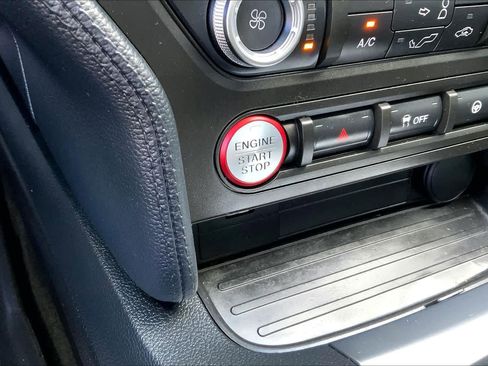 A/C
ENGINE
START
STOP
OFF